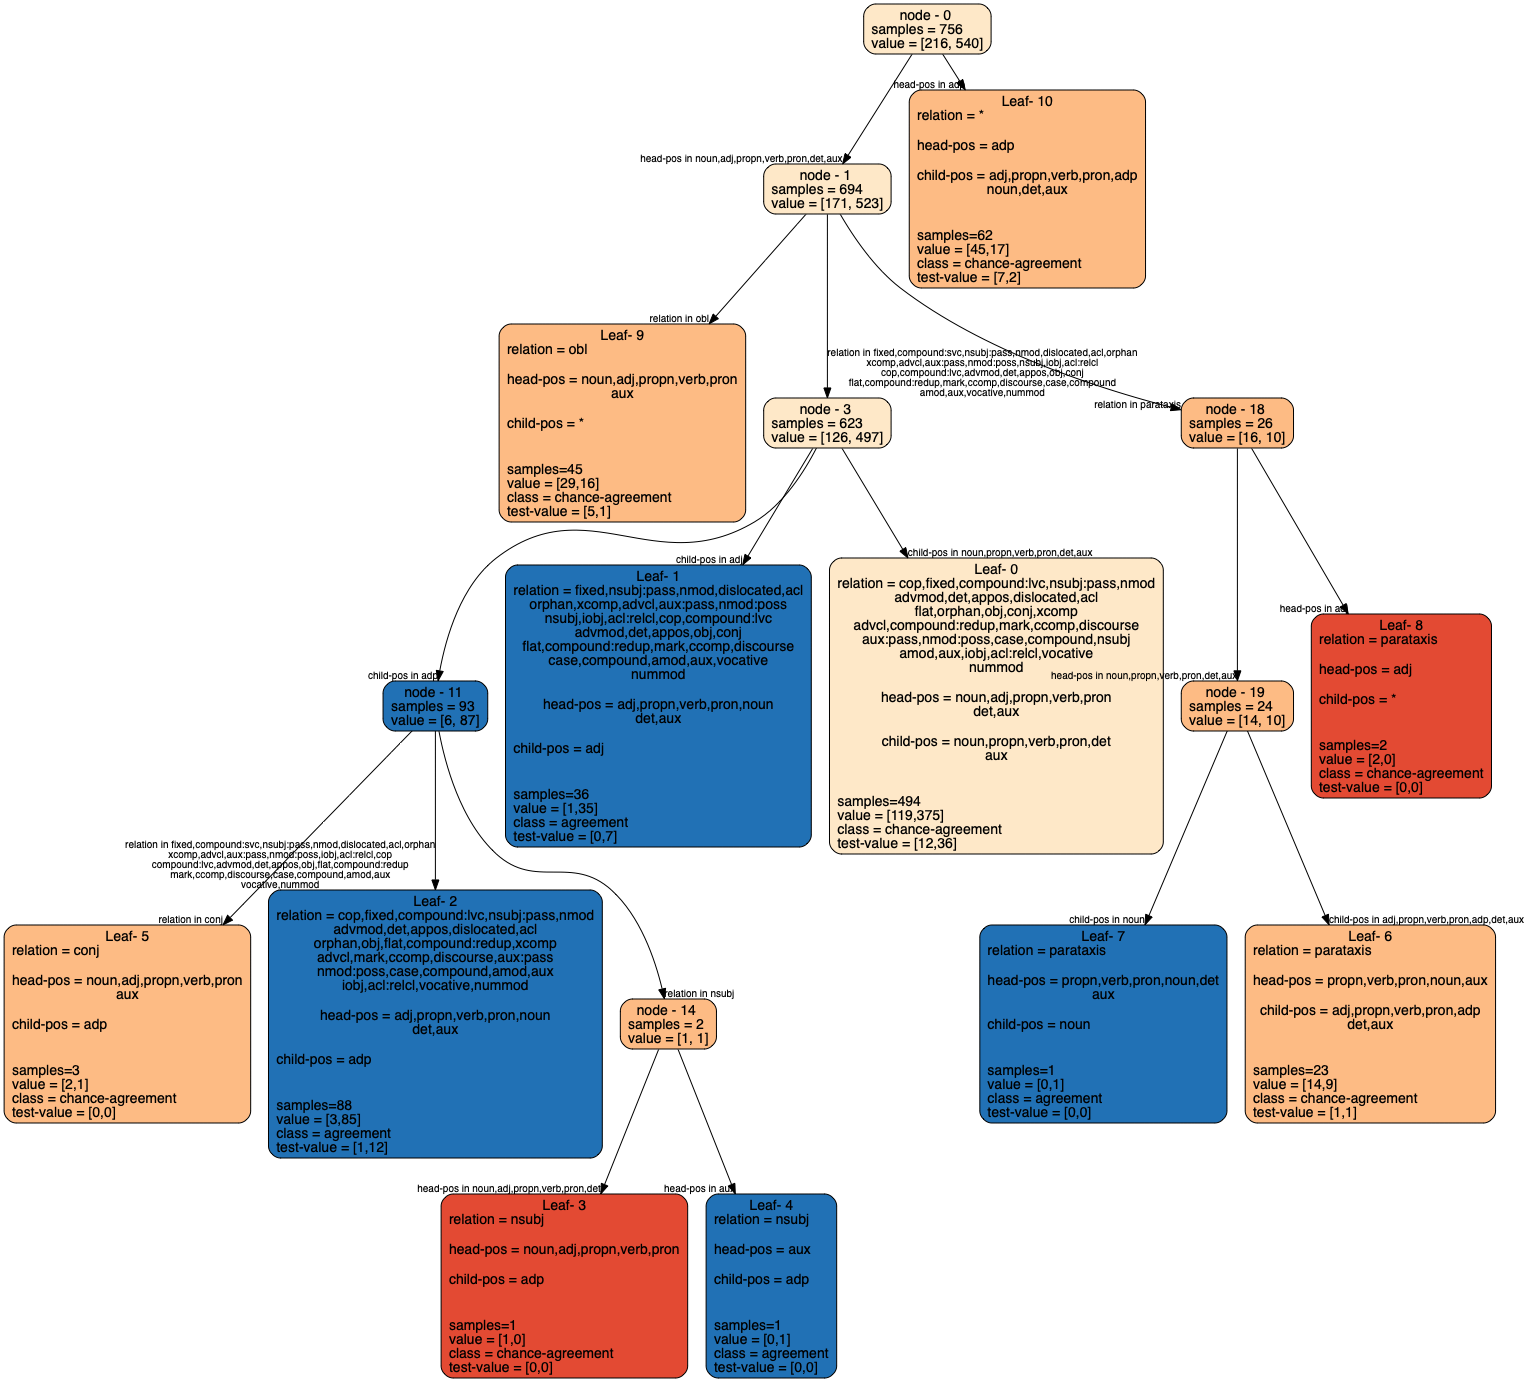 node - 0
samples = 756
value = [216, 540]
head-pos in adp
Leaf- 10
relation = *
head-pos = adp
child-pos = adj,propn,verb,pron,adp
noun,det,aux
samples=62
value = [45,17]
class = chance-agreement
test-value = [7,2]
head-pos in noun,adj,propn,verb,pron,det,aux
node - 1
samples = 694
value = [171, 523]
relation in obl
Leaf- 9
relation = obl
head-pos = noun,adj,propn,verb,pron
aux
child-pos = *
samples=45
value = [29,16]
class = chance-agreement
test-value = [5,1]
relation in fixed,compound:svc,nsubj:pass,nmod,dislocated,acl,orphan
xcomp,advcl,aux:pass,nmod:poss,nsubj,iobj,acl:relcl
cop,compound:lvc,advmod,det,appos,obj,conj
flat,compound:redup,mark,ccomp,discourse,case,compound
amod,aux,vocative,nummod
node - 3
samples = 623
value = [126, 497]
relation in parataxis
node - 18
samples = 26
value = [16, 10]
child-pos in adj
Leaf- 1
relation = fixed,nsubj:pass,nmod,dislocated,acl
orphan,xcomp,advcl,aux:pass,nmod:poss
nsubj,iobj,acl:relcl,cop,compound:lvc
advmod,det,appos,obj,conj
flat,compound:redup,mark,ccomp,discourse
case,compound,amod,aux,vocative
nummod
head-pos = adj,propn,verb,pron,noun
det,aux
child-pos = adj
samples=36
value = [1,35]
class = agreement
test-value = [0,7]
child-pos in noun,propn,verb,pron,det,aux
Leaf- 0
relation = cop,fixed,compound:lvc,nsubj:pass,nmod
advmod,det,appos,dislocated,acl
flat,orphan,obj,conj,xcomp
advcl,compound:redup,mark,ccomp,discourse
aux:pass,nmod:poss,case,compound,nsubj
amod,aux,iobj,acl:relcl,vocative
nummod
head-pos = noun,adj,propn,verb,pron
det,aux
child-pos = noun,propn,verb,pron,det
aux
samples=494
value = [119,375]
class = chance-agreement
test-value = [12,36]
head-pos in adj
Leaf- 8
relation = parataxis
head-pos = adj
child-pos = *
samples=2
value = [2,0]
class = chance-agreement
test-value = [0,0]
child-pos in adp
node - 11
samples = 93
value = [6, 87]
head-pos in noun,propn,verb,pron,det,aux
node - 19
samples = 24
value = [14, 10]
relation in fixed,compound:svc,nsubj:pass,nmod,dislocated,acl,orphan
xcomp,advcl,aux:pass,nmod:poss,iobj,acl:relcl,cop
compound:lvc,advmod,det,appos,obj,flat,compound:redup
mark,ccomp,discourse,case,compound,amod,aux
vocative,nummod
relation in conj
Leaf- 5
relation = conj
head-pos = noun,adj,propn,verb,pron
aux
child-pos = adp
samples=3
value = [2,1]
class = chance-agreement
test-value = [0,0]
Leaf- 2
relation = cop,fixed,compound:lvc,nsubj:pass,nmod
advmod,det,appos,dislocated,acl
orphan,obj,flat,compound:redup,xcomp
advcl,mark,ccomp,discourse,aux:pass
nmod:poss,case,compound,amod,aux
iobj,acl:relcl,vocative,nummod
head-pos = adj,propn,verb,pron,noun
det,aux
child-pos = adp
samples=88
value = [3,85]
class = agreement
test-value = [1,12]
relation in nsubj
node - 14
samples = 2
value = [1, 1]
child-pos in noun
Leaf- 7
relation = parataxis
head-pos = propn,verb,pron,noun,det
aux
child-pos = noun
samples=1
value = [0,1]
class = agreement
test-value = [0,0]
child-pos in adj,propn,verb,pron,adp,det,aux
Leaf- 6
relation = parataxis
head-pos = propn,verb,pron,noun,aux
child-pos = adj,propn,verb,pron,adp
det,aux
samples=23
value = [14,9]
class = chance-agreement
test-value = [1,1]
head-pos in noun,adj,propn,verb,pron,det
Leaf- 3
relation = nsubj
head-pos = noun,adj,propn,verb,pron
child-pos = adp
samples=1
value = [1,0]
class = chance-agreement
test-value = [0,0]
head-pos in aux
Leaf- 4
relation = nsubj
head-pos = aux
child-pos = adp
samples=1
value = [0,1]
class = agreement
test-value = [0,0]